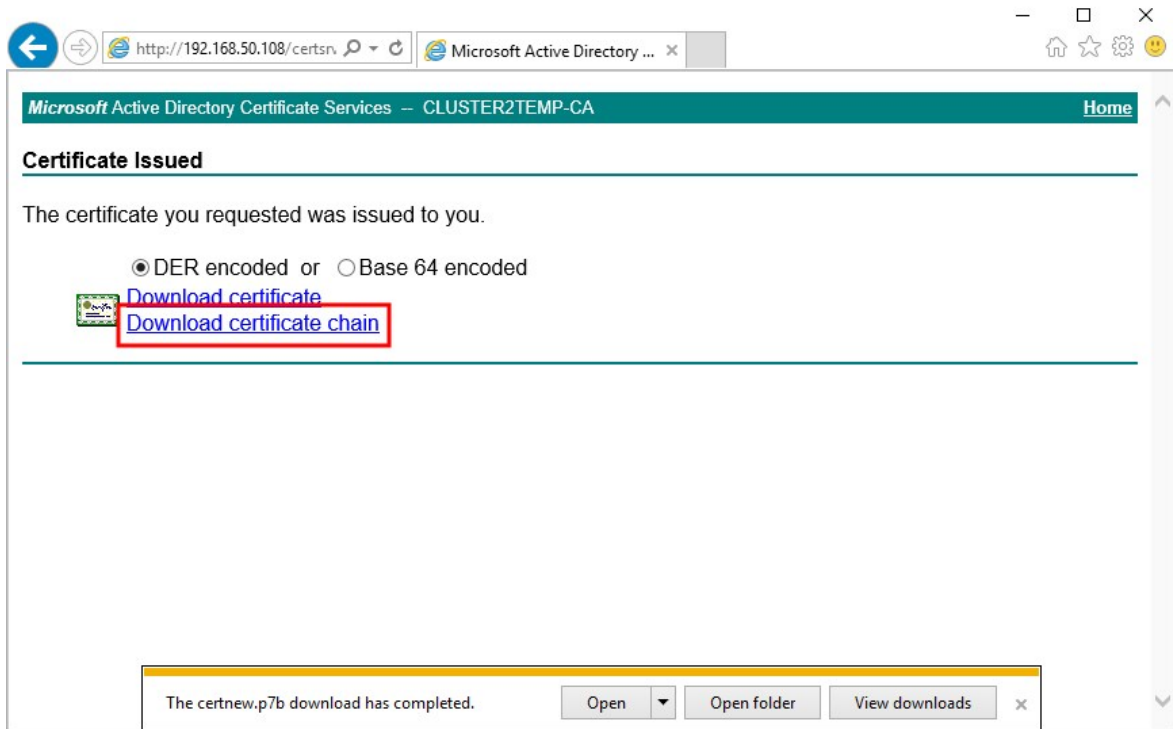 http://192.168.50.108/certsrv
Microsoft Active Directory ...
Microsoft Active Directory Certificate Services -- CLUSTER2TEMP-CA Home
Certificate Issued
The certificate you requested was issued to you.
DER encoded or Base 64 encoded
Download certificate
Download certificate chain
The certnew.p7b download has completed. Open Open folder View downloads